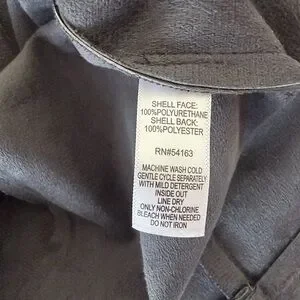 SHELL FACE:
100%POLYURETHANE
SHELL BACK:
100%POLYESTER
RN#54163
MACHINE WASH COLD
GENTLE CYCLE SEPARATELY
WITH MILD DETERGENT
INSIDE OUT
LINE DRY
ONLY NON-CHLORINE
BLEACH WHEN NEEDED
DO NOT IRON